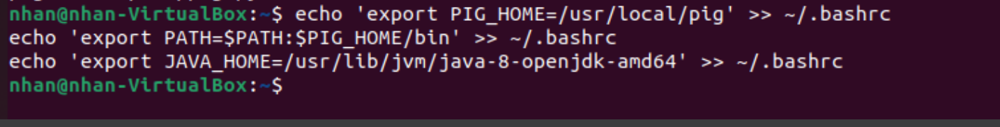 nhan@nhan-VirtualBox:~$ echo 'export PIG_HOME=/usr/local/pig' >> ~/.bashrc
echo 'export PATH=$PATH:$PIG_HOME/bin' >> ~/.bashrc
echo 'export JAVA_HOME=/usr/lib/jvm/java-8-openjdk-amd64' >> ~/.bashrc
nhan@nhan-VirtualBox:~$